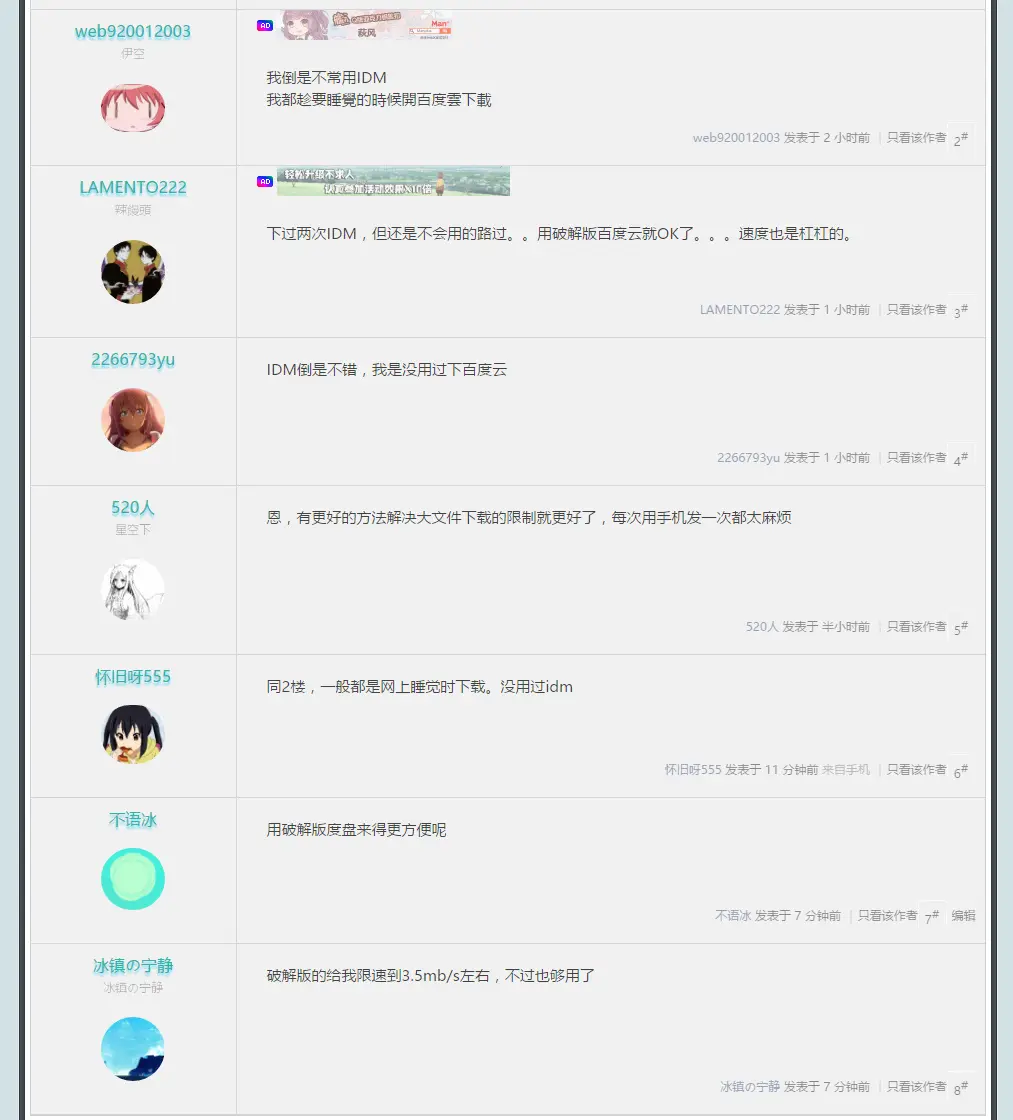 web920012003
伊空
AD
萩风
我倒是不常用IDM
我都趁要睡覺的時候開百度雲下載
web920012003 发表于 2 小时前 | 只看该作者 2#
LAMENTO222
辣缦頭
AD
轻松升级不求人
认真参加活动效果X10倍
下过两次IDM，但还是不会用的路过。。用破解版百度云就OK了。。。速度也是杠杠的。
LAMENTO222 发表于 1 小时前 | 只看该作者 3#
2266793yu
IDM倒是不错，我是没用过下百度云
2266793yu 发表于 1 小时前 | 只看该作者 4#
520人
星空下
恩，有更好的方法解决大文件下载的限制就更好了，每次用手机发一次都太麻烦
520人 发表于 半小时前 | 只看该作者 5#
怀旧呀555
同2楼，一般都是网上睡觉时下载。没用过idm
怀旧呀555 发表于 11 分钟前 来自手机 | 只看该作者 6#
不语冰
用破解版度盘来得更方便呢
不语冰 发表于 7 分钟前 | 只看该作者 7# 编辑
冰镇の宁静
冰镇の宁静
破解版的给我限速到3.5mb/s左右，不过也够用了
冰镇の宁静 发表于 7 分钟前 | 只看该作者 8#